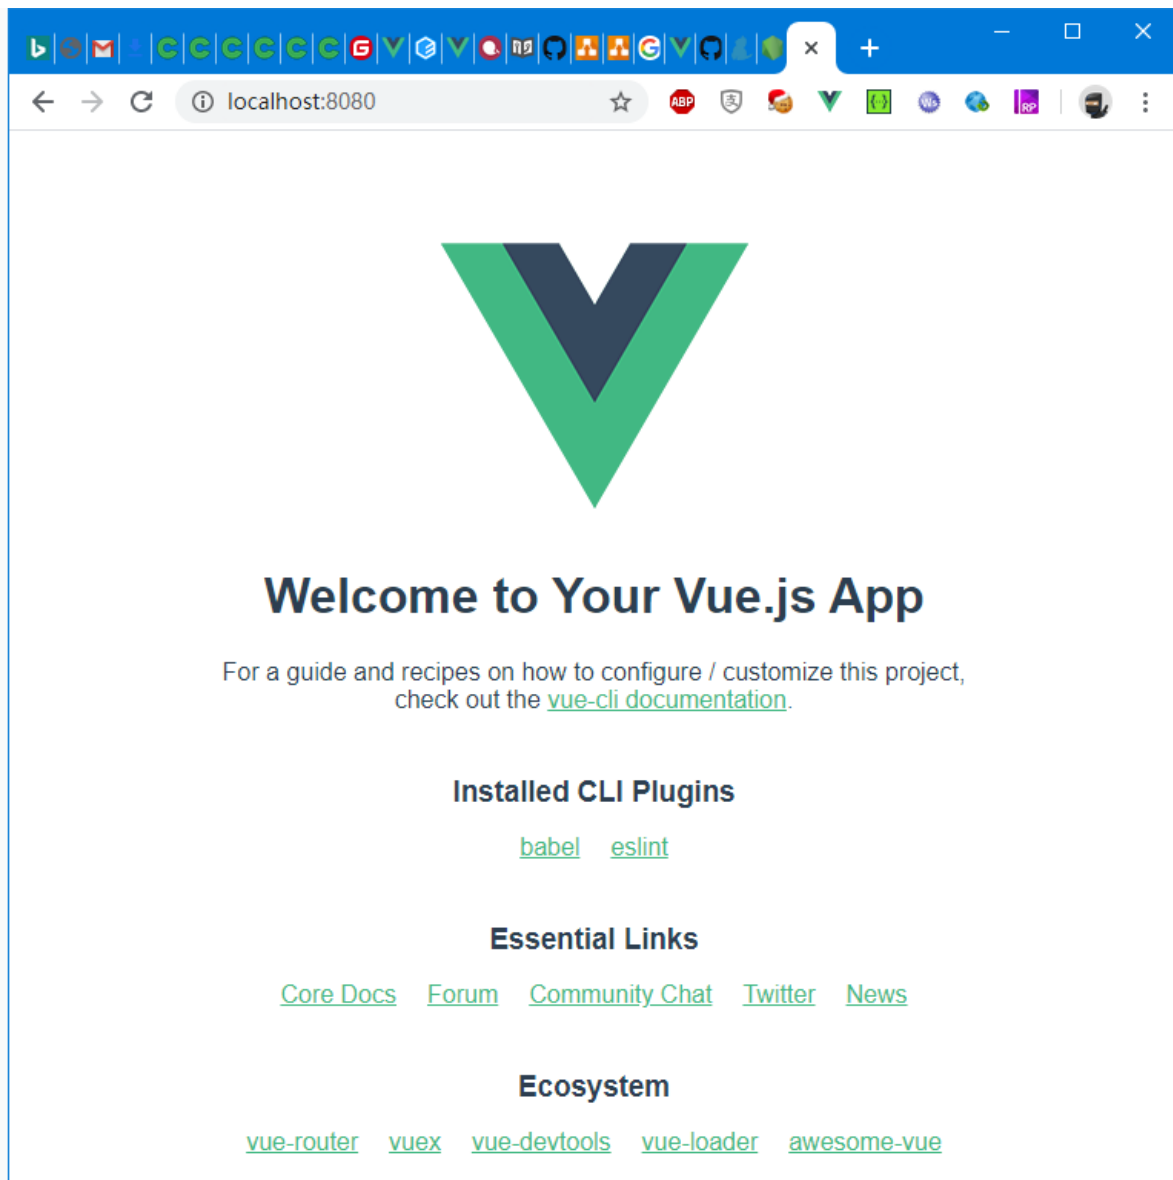 localhost:8080
ABP
Welcome to Your Vue.js App
For a guide and recipes on how to configure / customize this project,
check out the vue-cli documentation.
Installed CLI Plugins
babel eslint
Essential Links
Core Docs Forum Community Chat Twitter News
Ecosystem
vue-router vuex vue-devtools vue-loader awesome-vue